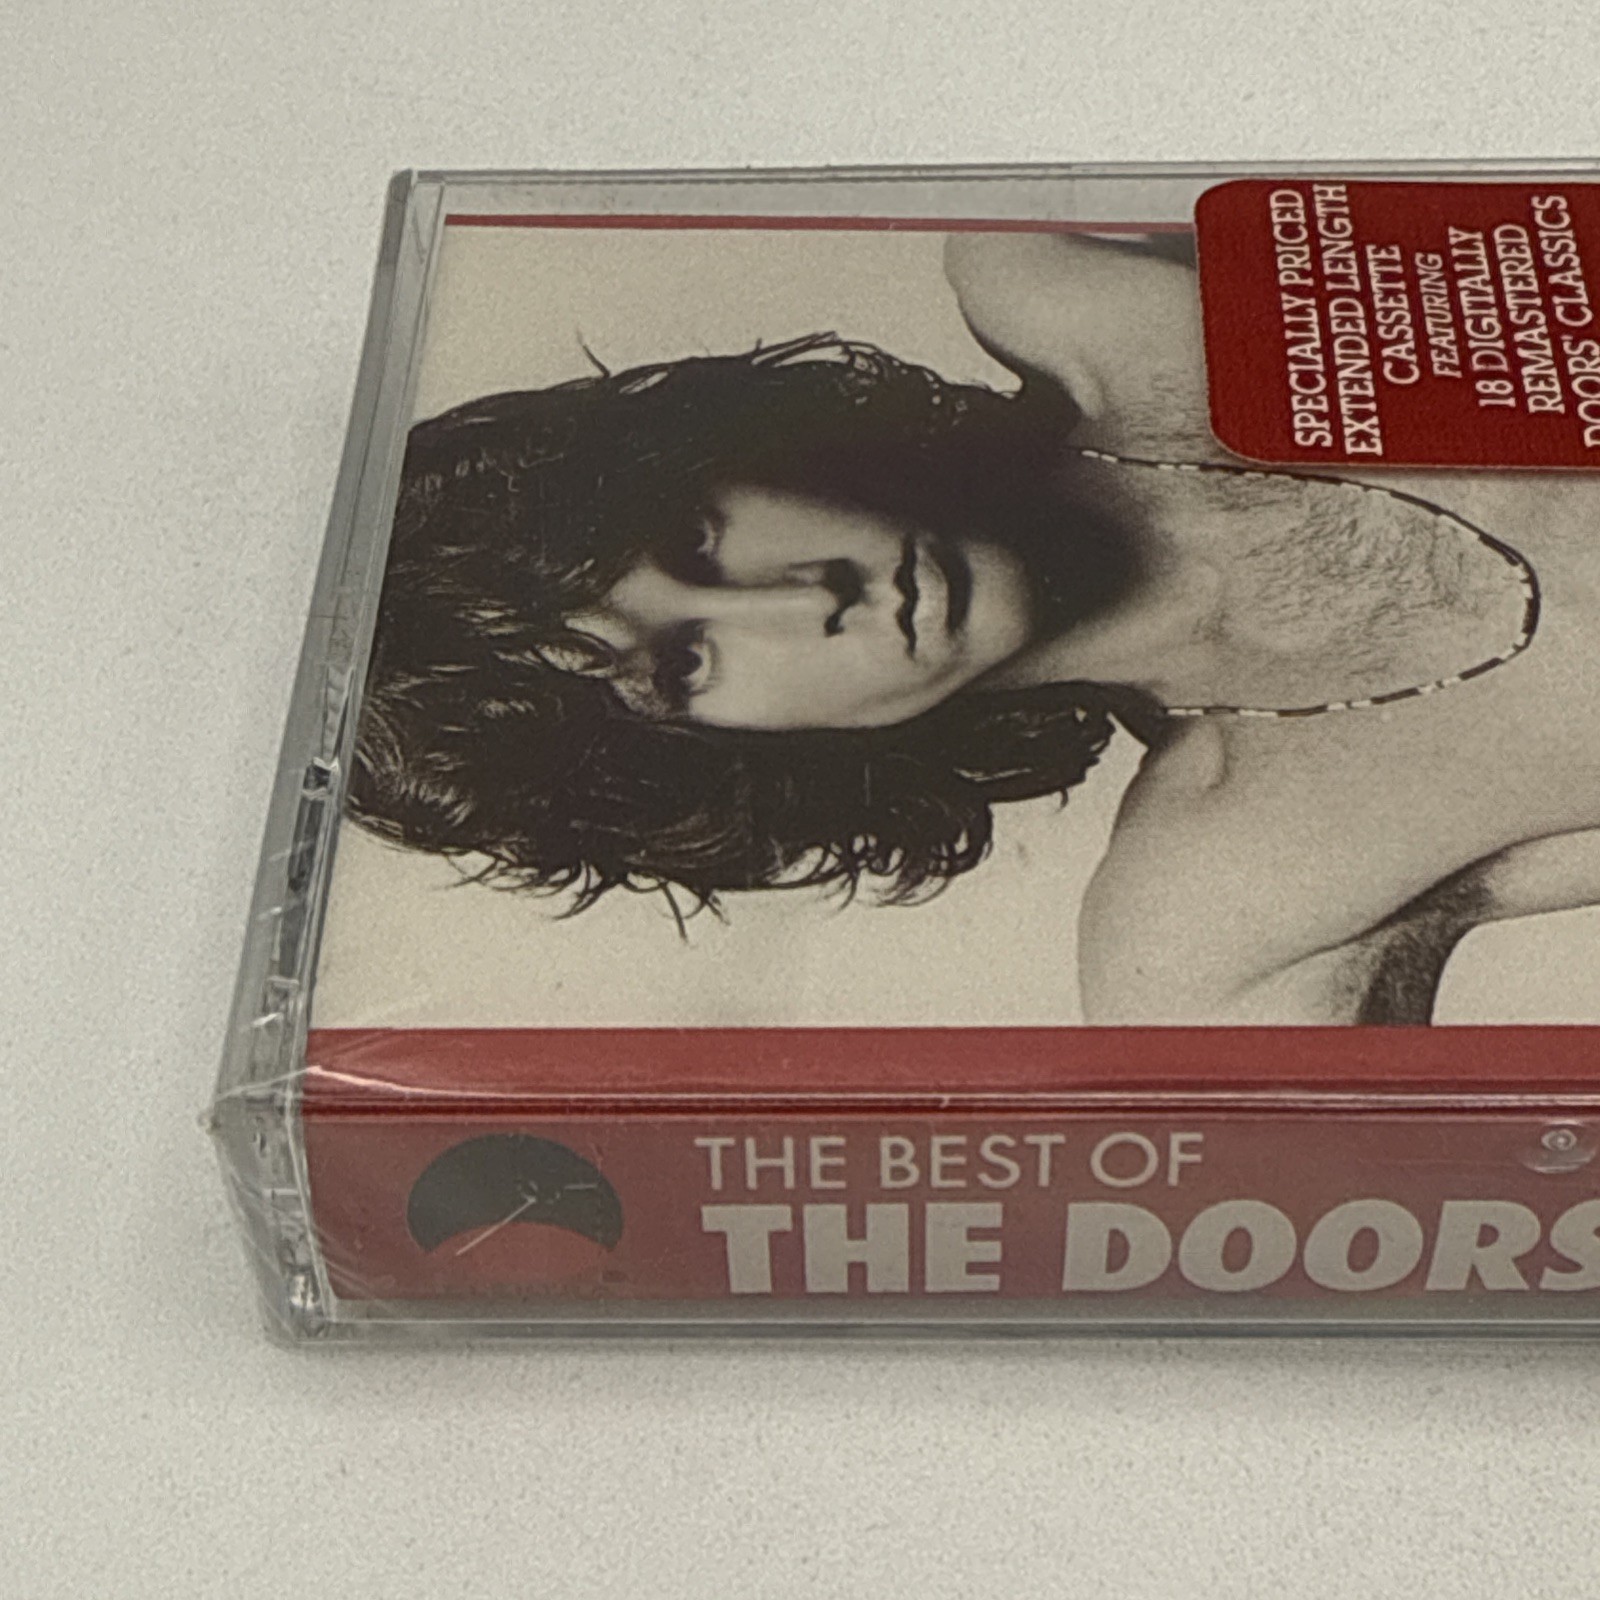 SPECIALLY PRICED
EXTENDED LENGTH
CASSETTE
FEATURING
18 DIGITALLY
REMASTERED
DOORS' CLASSICS
THE BEST OF
THE DOORS